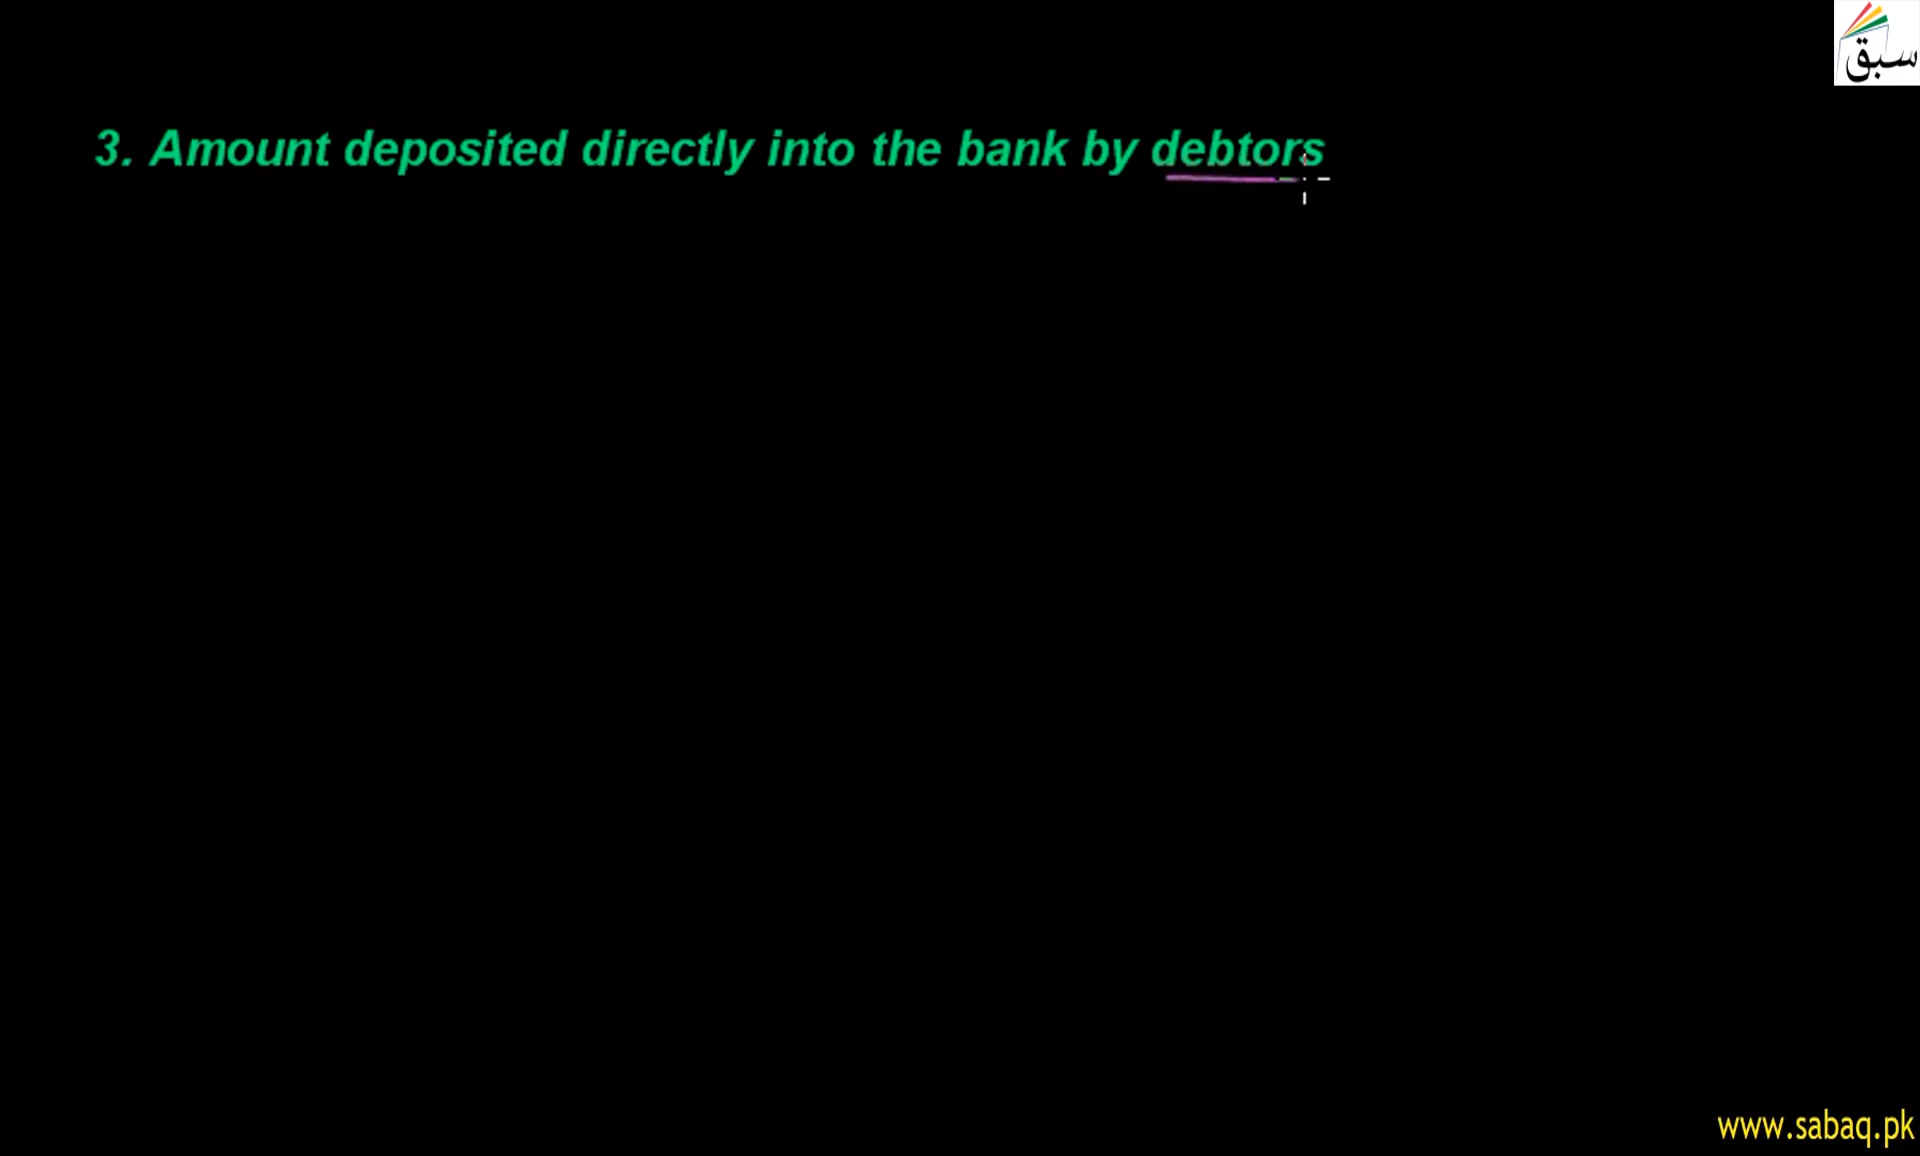 سبق
3. Amount deposited directly into the bank by debtors
www.sabaq.pk